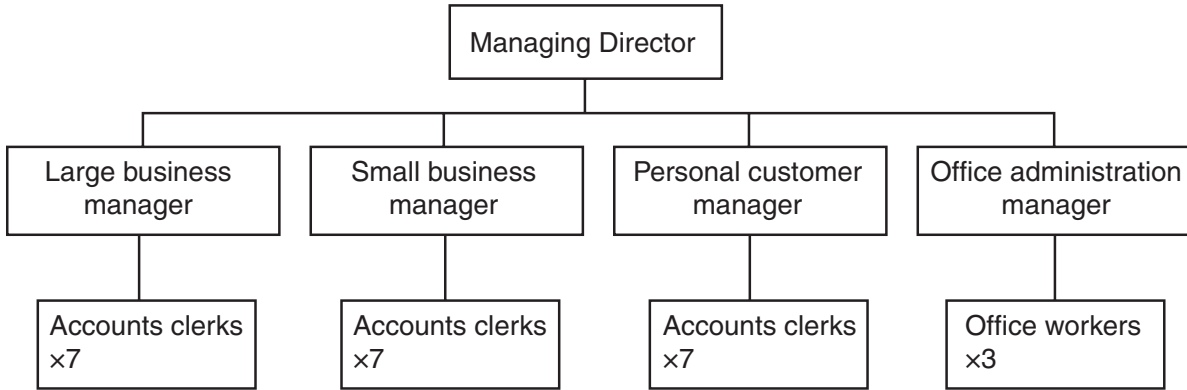 Managing Director
Large business
manager
Small business
manager
Personal customer
manager
Office administration
manager
Accounts clerks
×7
Accounts clerks
×7
Accounts clerks
×7
Office workers
×3